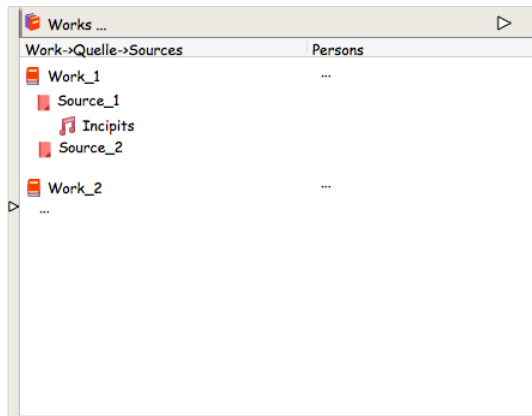 Works ...
Work->Quelle->Sources Persons
Work_1 ...
Source_1
Incipits
Source_2
Work_2 ...
...